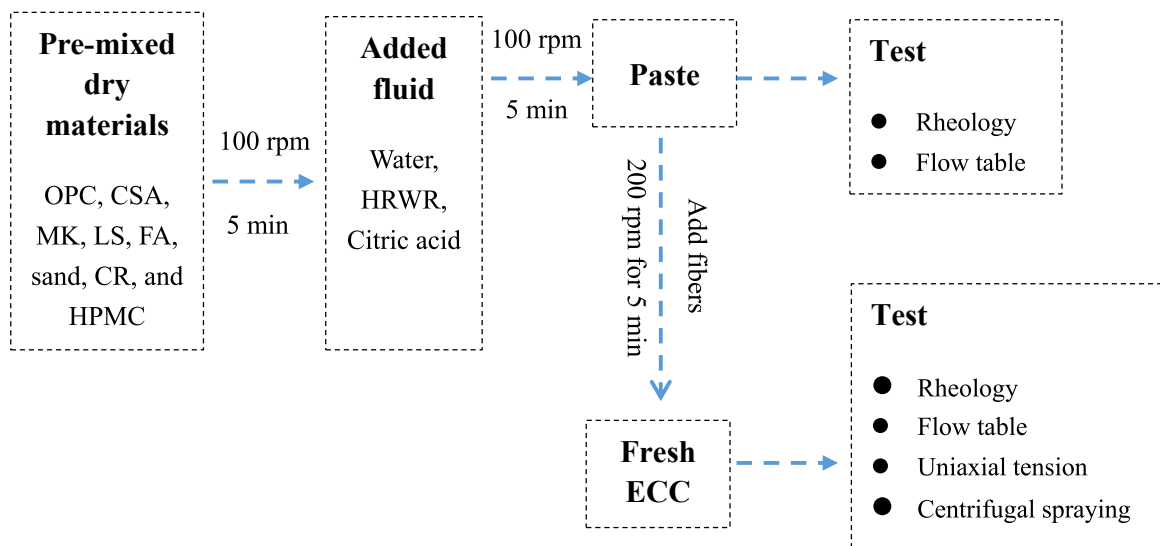 Pre-mixed
dry
materials
OPC, CSA,
MK, LS, FA,
sand, CR, and
HPMC
100 rpm
5 min
Added
fluid
Water,
HRWR,
Citric acid
100 rpm
5 min
Paste
Test
● Rheology
● Flow table
Add fibers
200 rpm for 5 min
Fresh
ECC
Test
● Rheology
● Flow table
● Uniaxial tension
● Centrifugal spraying